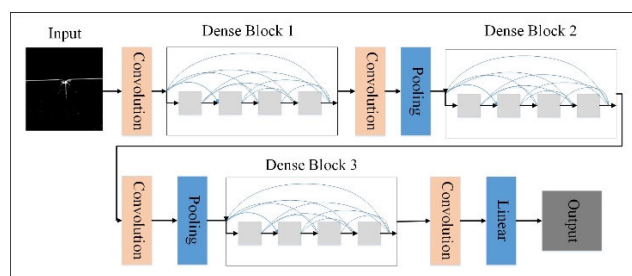 Input
Convolution
Dense Block 1
Convolution
Pooling
Dense Block 2
Convolution
Pooling
Dense Block 3
Convolution
Linear
Output